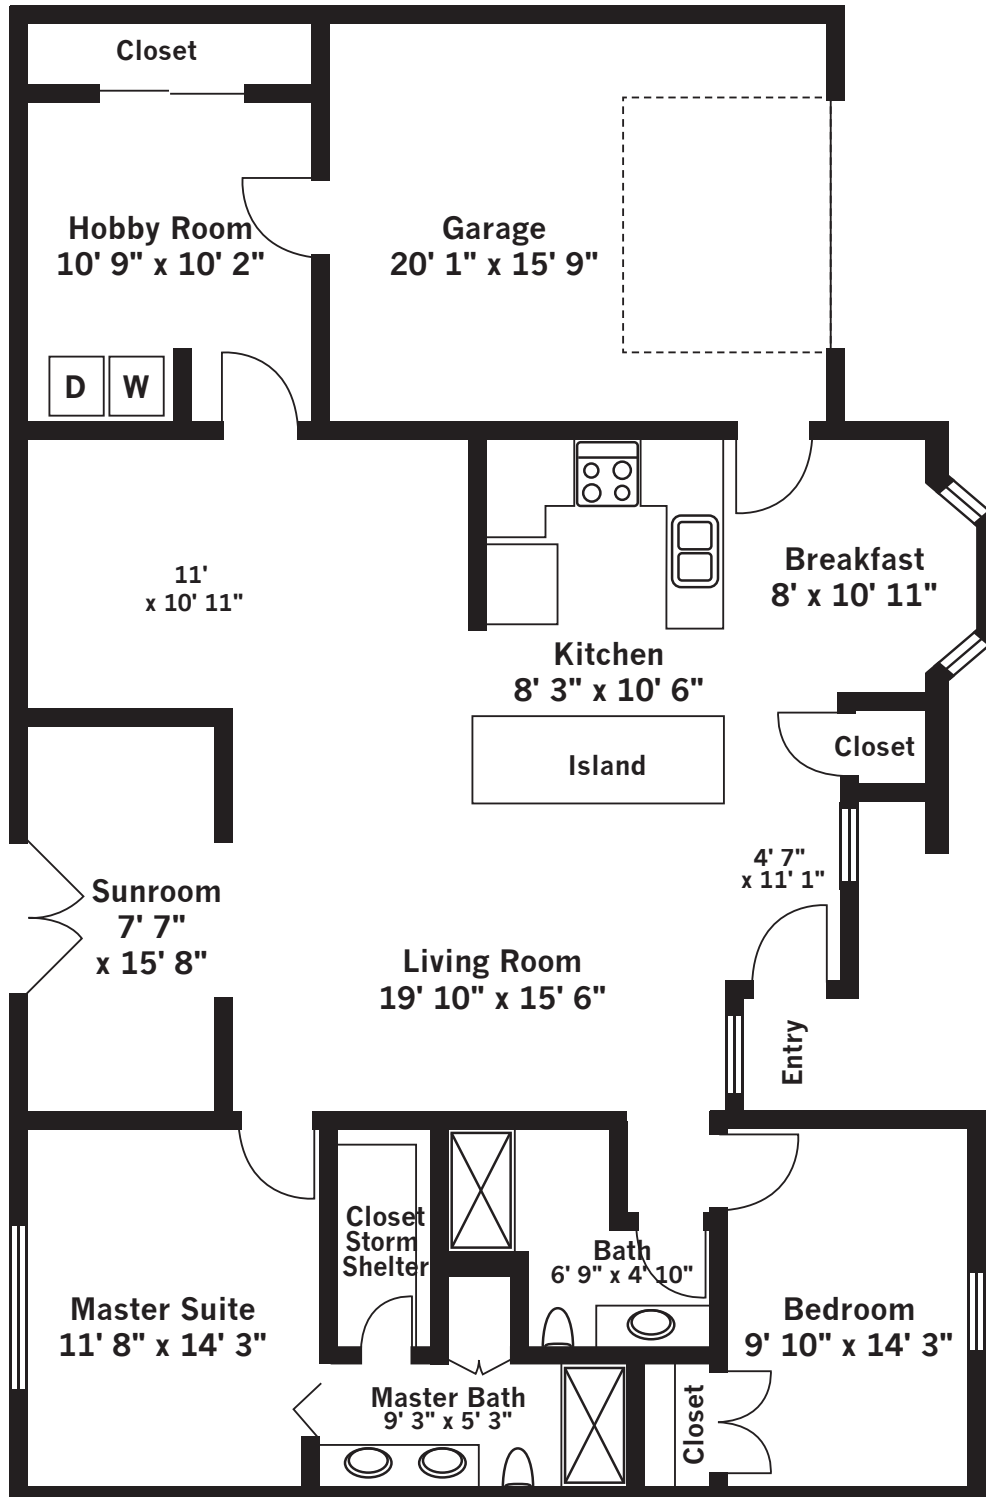 Closet
Hobby Room
10' 9" x 10' 2"
Garage
20' 1" x 15' 9"
D
W
11'
x 10' 11"
Breakfast
8' x 10' 11"
Kitchen
8' 3" x 10' 6"
Island
Closet
4' 7"
x 11' 1"
Sunroom
7' 7"
x 15' 8"
Living Room
19' 10" x 15' 6"
Entry
Closet
Storm
Shelter
Bath
6' 9" x 4' 10"
Master Suite
11' 8" x 14' 3"
Bedroom
9' 10" x 14' 3"
Master Bath
9' 3" x 5' 3"
Closet